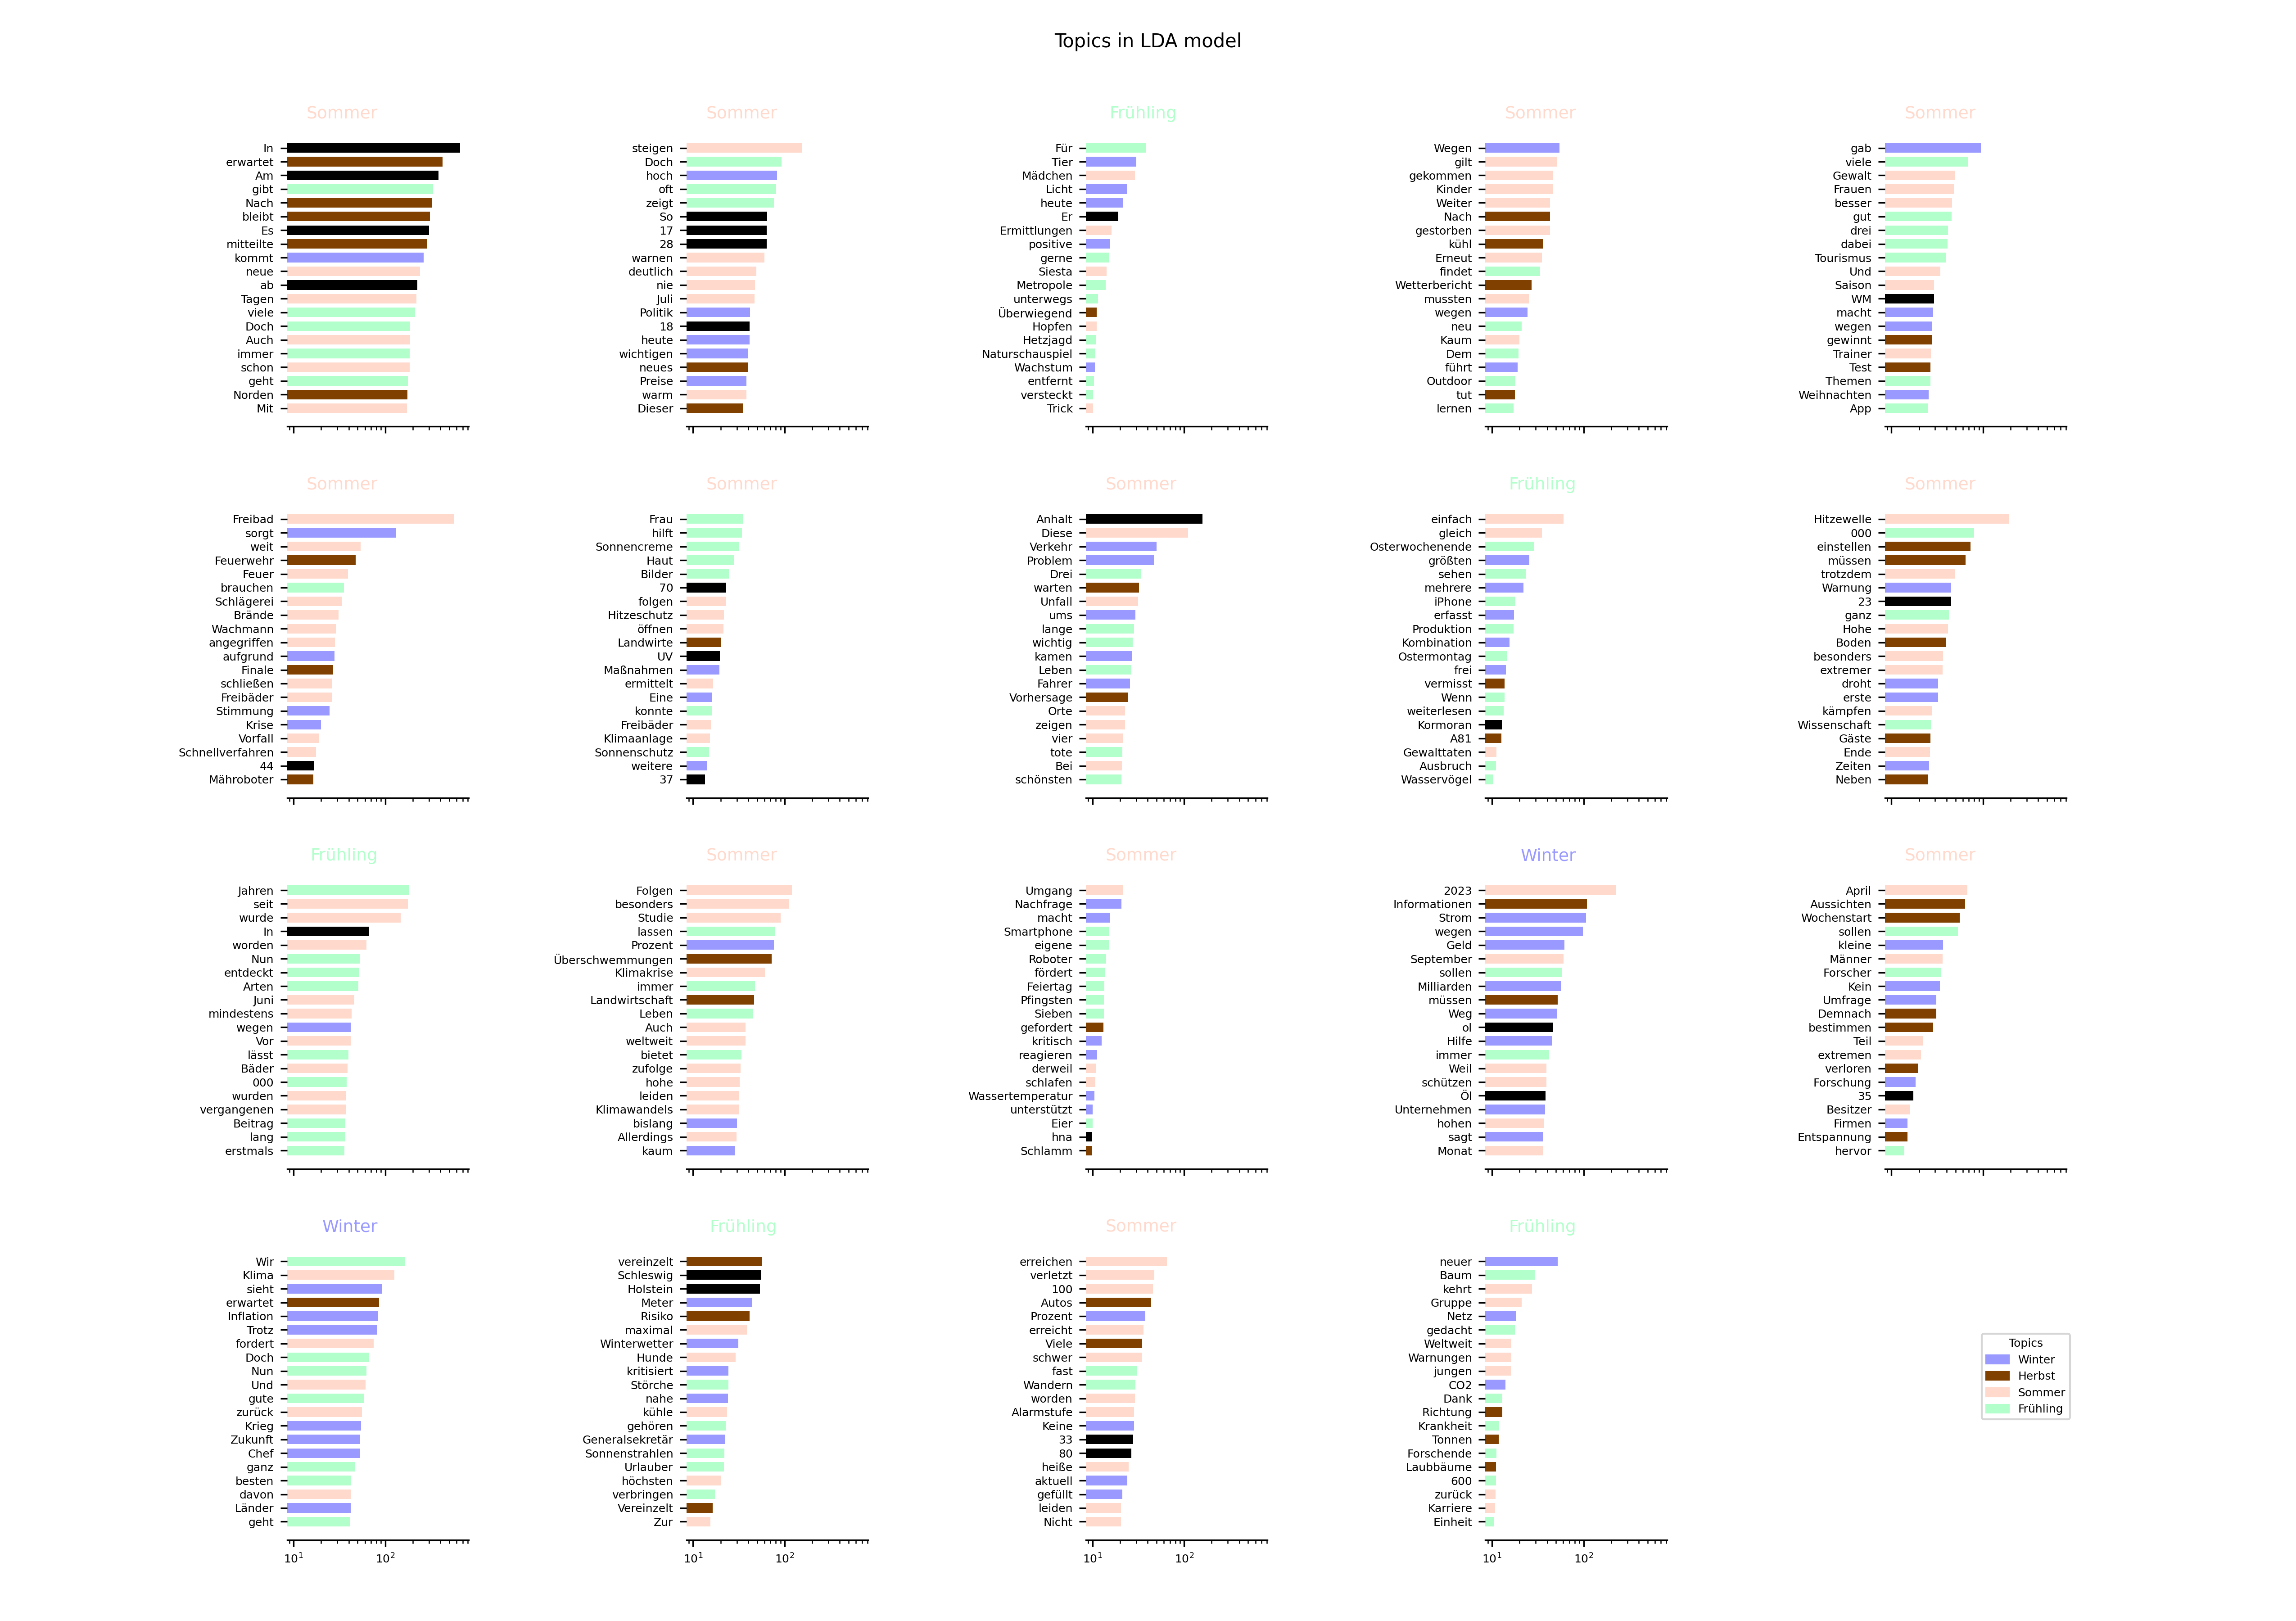 Topics in LDA model
Sommer
In
erwartet
Am
gibt
Nach
bleibt
Es
mitteilte
kommt
neue
ab
Tagen
viele
Doch
Auch
immer
schon
geht
Norden
Mit
Sommer
steigen
Doch
hoch
oft
zeigt
So
17
28
warnen
deutlich
nie
Juli
Politik
18
heute
wichtigen
neues
Preise
warm
Dieser
Frühling
Für
Tier
Mädchen
Licht
heute
Er
Ermittlungen
positive
gerne
Siesta
Metropole
unterwegs
Überwiegend
Hopfen
Hetzjagd
Naturschauspiel
Wachstum
entfernt
versteckt
Trick
Sommer
Wegen
gilt
gekommen
Kinder
Weiter
Nach
gestorben
kühl
Erneut
findet
Wetterbericht
mussten
wegen
neu
Kaum
Dem
führt
Outdoor
tut
lernen
Sommer
gab
viele
Gewalt
Frauen
besser
gut
drei
dabei
Tourismus
Und
Saison
WM
macht
wegen
gewinnt
Trainer
Test
Themen
Weihnachten
App
Sommer
Freibad
sorgt
weit
Feuerwehr
Feuer
brauchen
Schlägerei
Brände
Wachmann
angegriffen
aufgrund
Finale
schließen
Freibäder
Stimmung
Krise
Vorfall
Schnellverfahren
44
Mähroboter
Sommer
Frau
hilft
Sonnencreme
Haut
Bilder
70
folgen
Hitzeschutz
öffnen
Landwirte
UV
Maßnahmen
ermittelt
Eine
konnte
Freibäder
Klimaanlage
Sonnenschutz
weitere
37
Sommer
Anhalt
Diese
Verkehr
Problem
Drei
warten
Unfall
ums
lange
wichtig
kamen
Leben
Fahrer
Vorhersage
Orte
zeigen
vier
tote
Bei
schönsten
Frühling
einfach
gleich
Osterwochenende
größten
sehen
mehrere
iPhone
erfasst
Produktion
Kombination
Ostermontag
frei
vermisst
Wenn
weiterlesen
Kormoran
A81
Gewalttaten
Ausbruch
Wasservögel
Sommer
Hitzewelle
000
einstellen
müssen
trotzdem
Warnung
23
ganz
Hohe
Boden
besonders
extremer
droht
erste
kämpfen
Wissenschaft
Gäste
Ende
Zeiten
Neben
Frühling
Jahren
seit
wurde
In
worden
Nun
entdeckt
Arten
Juni
mindestens
wegen
Vor
lässt
Bäder
000
wurden
vergangenen
Beitrag
lang
erstmals
Sommer
Folgen
besonders
Studie
lassen
Prozent
Überschwemmungen
Klimakrise
immer
Landwirtschaft
Leben
Auch
weltweit
bietet
zufolge
hohe
leiden
Klimawandels
bislang
Allerdings
kaum
Sommer
Umgang
Nachfrage
macht
Smartphone
eigene
Roboter
fördert
Feiertag
Pfingsten
Sieben
gefordert
kritisch
reagieren
derweil
schlafen
Wassertemperatur
unterstützt
Eier
hna
Schlamm
Winter
2023
Informationen
Strom
wegen
Geld
September
sollen
Milliarden
müssen
Weg
ol
Hilfe
immer
Weil
schützen
Öl
Unternehmen
hohen
sagt
Monat
Sommer
April
Aussichten
Wochenstart
sollen
kleine
Männer
Forscher
Kein
Umfrage
Demnach
bestimmen
Teil
extremen
verloren
Forschung
35
Besitzer
Firmen
Entspannung
hervor
Winter
Wir
Klima
sieht
erwartet
Inflation
Trotz
fordert
Doch
Nun
Und
gute
zurück
Krieg
Zukunft
Chef
ganz
besten
davon
Länder
geht
10¹ 10²
Frühling
vereinzelt
Schleswig
Holstein
Meter
Risiko
maximal
Winterwetter
Hunde
kritisiert
Störche
nahe
kühle
gehören
Generalsekretär
Sonnenstrahlen
Urlauber
höchsten
verbringen
Vereinzelt
Zur
10¹ 10²
Sommer
erreichen
verletzt
100
Autos
Prozent
erreicht
Viele
schwer
fast
Wandern
worden
Alarmstufe
Keine
33
80
heiße
aktuell
gefüllt
leiden
Nicht
10¹ 10²
Frühling
neuer
Baum
kehrt
Gruppe
Netz
gedacht
Weltweit
Warnungen
jungen
CO2
Dank
Richtung
Krankheit
Tonnen
Forschende
Laubbäume
600
zurück
Karriere
Einheit
10¹ 10²
Topics
Winter
Herbst
Sommer
Frühling